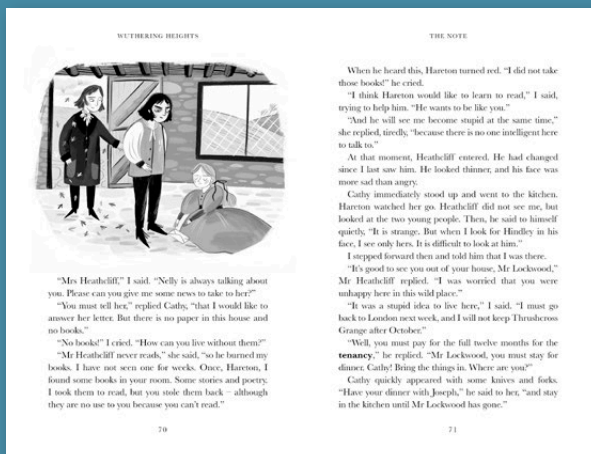 WUTHERING HEIGHTS
“Mrs Heathcliff,” I said. “Nelly is always talking about
you. Please can you give me some news to take to her?”
“You must tell her,” replied Cathy, “that I would like to
answer her letter. But there is no paper in this house and
no books.”
“No books!” I cried. “How can you live without them?”
“Mr Heathcliff never reads,” she said, “so he burned my
books. I have not seen one for weeks. Once, Hareton, I
found some books in your room. Some stories and poetry.
I took them to read, but you stole them back – although
they are no use to you because you can’t read.”
70
THE NOTE
When he heard this, Hareton turned red. “I did not take
those books!” he cried.
“I think Hareton would like to learn to read,” I said,
trying to help him. “He wants to be like you.”
“And he will see me become stupid at the same time,”
she replied, tiredly, “because there is no one intelligent here
to talk to.”
At that moment, Heathcliff entered. He had changed
since I last saw him. He looked thinner, and his face was
more sad than angry.
Cathy immediately stood up and went to the kitchen.
Hareton watched her go. Heathcliff did not see me, but
looked at the two young people. Then, he said to himself
quietly, “It is strange. But when I look for Hindley in his
face, I see only hers. It is difficult to look at him.”
I stepped forward then and told him that I was there.
“It’s good to see you out of your house, Mr Lockwood,”
Mr Heathcliff replied. “I was worried that you were
unhappy here in this wild place.”
“It was a stupid idea to live here,” I said. “I must go
back to London next week, and I will not keep Thrushcross
Grange after October.”
“Well, you must pay for the full twelve months for the
tenancy,” he replied. “Mr Lockwood, you must stay for
dinner. Cathy! Bring the things in. Where are you?”
Cathy quickly appeared with some knives and forks.
“Have your dinner with Joseph,” he said to her, “and stay
in the kitchen until Mr Lockwood has gone.”
71